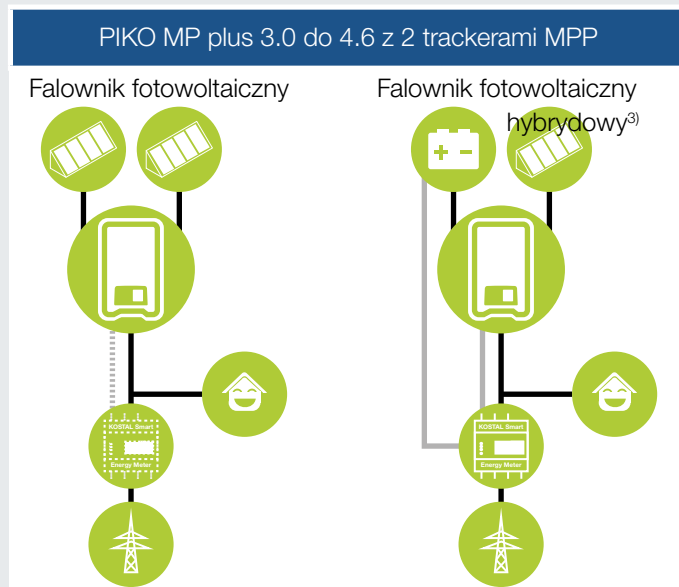 PIKO MP plus 3.0 do 4.6 z 2 trackerami MPP
Falownik fotowoltaiczny
Falownik fotowoltaiczny
hybrydowy³⁾
KOSTAL Smart
Energy Meter
KOSTAL Smart
Energy Meter